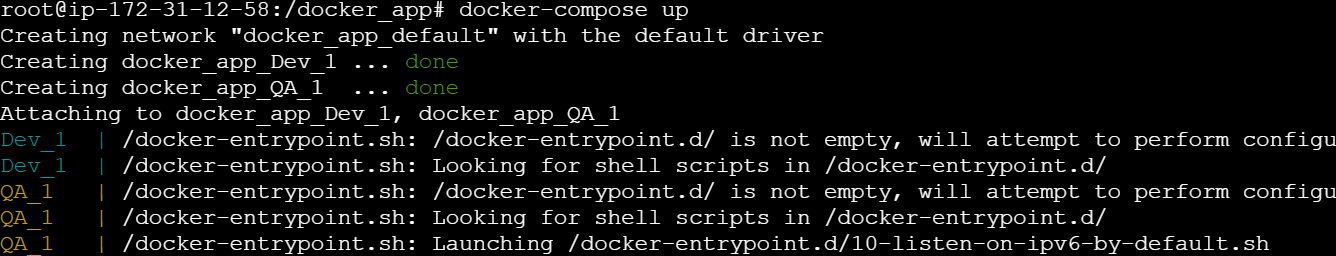 root@ip-172-31-12-58:/docker_app# docker-compose up
Creating network "docker_app_default" with the default driver
Creating docker_app_Dev_1 ... done
Creating docker_app_QA_1  ... done
Attaching to docker_app_Dev_1, docker_app_QA_1
Dev_1  | /docker-entrypoint.sh: /docker-entrypoint.d/ is not empty, will attempt to perform configu
Dev_1  | /docker-entrypoint.sh: Looking for shell scripts in /docker-entrypoint.d/
QA_1   | /docker-entrypoint.sh: /docker-entrypoint.d/ is not empty, will attempt to perform configu
QA_1   | /docker-entrypoint.sh: Looking for shell scripts in /docker-entrypoint.d/
QA_1   | /docker-entrypoint.sh: Launching /docker-entrypoint.d/10-listen-on-ipv6-by-default.sh